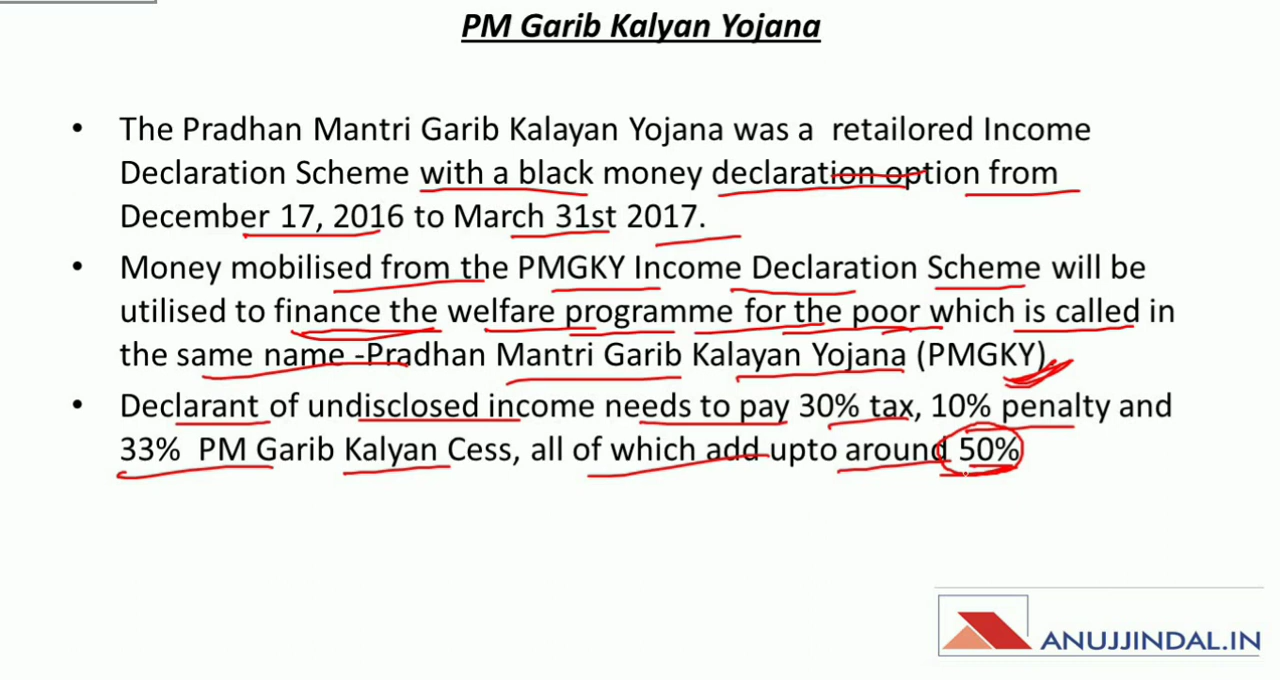 PM Garib Kalyan Yojana
• The Pradhan Mantri Garib Kalayan Yojana was a retailored Income
Declaration Scheme with a black money declaration option from
December 17, 2016 to March 31st 2017.
• Money mobilised from the PMGKY Income Declaration Scheme will be
utilised to finance the welfare programme for the poor which is called in
the same name -Pradhan Mantri Garib Kalayan Yojana (PMGKY)
• Declarant of undisclosed income needs to pay 30% tax, 10% penalty and
33% PM Garib Kalyan Cess, all of which add upto around 50%
ANUJJINDAL.IN